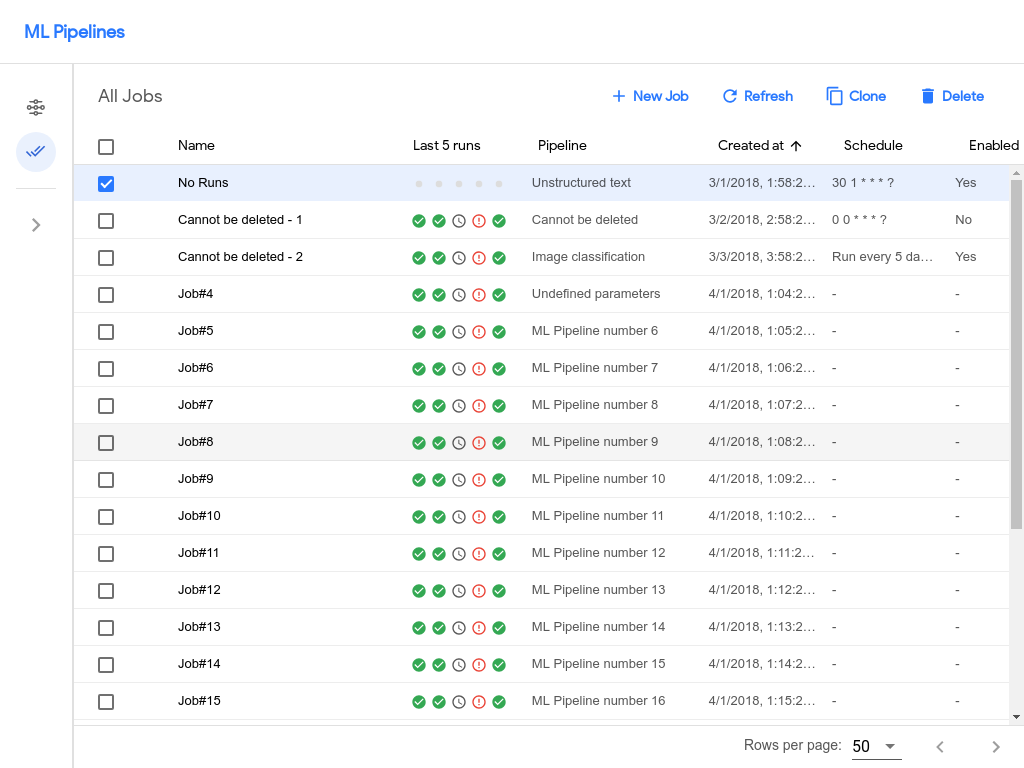 ML Pipelines
All Jobs + New Job Refresh Clone Delete
Name Last 5 runs Pipeline Created at Schedule Enabled
No Runs Unstructured text 3/1/2018, 1:58:2… 30 1 * * * ? Yes
Cannot be deleted - 1 Cannot be deleted 3/2/2018, 2:58:2… 0 0 * * * ? No
Cannot be deleted - 2 Image classification 3/3/2018, 3:58:2… Run every 5 da… Yes
Job#4 Undefined parameters 4/1/2018, 1:04:2… - -
Job#5 ML Pipeline number 6 4/1/2018, 1:05:2… - -
Job#6 ML Pipeline number 7 4/1/2018, 1:06:2… - -
Job#7 ML Pipeline number 8 4/1/2018, 1:07:2… - -
Job#8 ML Pipeline number 9 4/1/2018, 1:08:2… - -
Job#9 ML Pipeline number 10 4/1/2018, 1:09:2… - -
Job#10 ML Pipeline number 11 4/1/2018, 1:10:2… - -
Job#11 ML Pipeline number 12 4/1/2018, 1:11:2… - -
Job#12 ML Pipeline number 13 4/1/2018, 1:12:2… - -
Job#13 ML Pipeline number 14 4/1/2018, 1:13:2… - -
Job#14 ML Pipeline number 15 4/1/2018, 1:14:2… - -
Job#15 ML Pipeline number 16 4/1/2018, 1:15:2… - -
Rows per page: 50